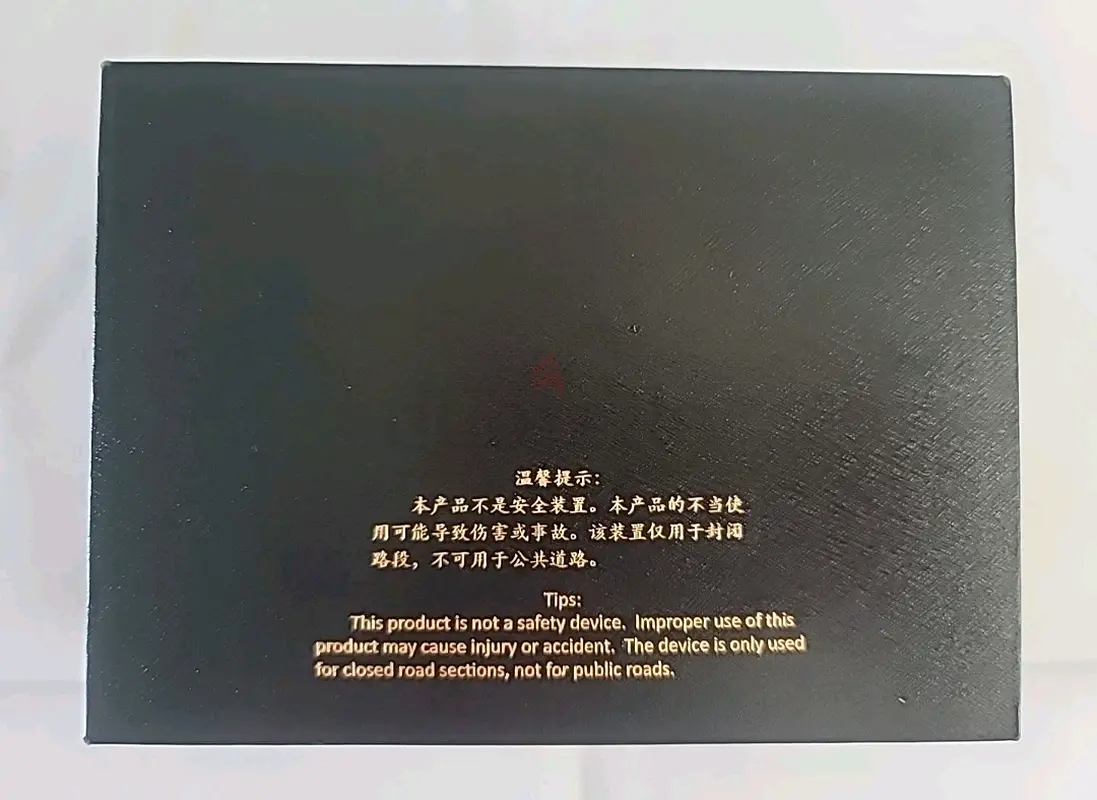 温馨提示：
本产品不是安全装置。本产品的不当使
用可能导致伤害或事故。该装置仅用于封闭
路段，不可用于公共道路。
Tips:
This product is not a safety device. Improper use of this
product may cause injury or accident. The device is only used
for closed road sections, not for public roads.